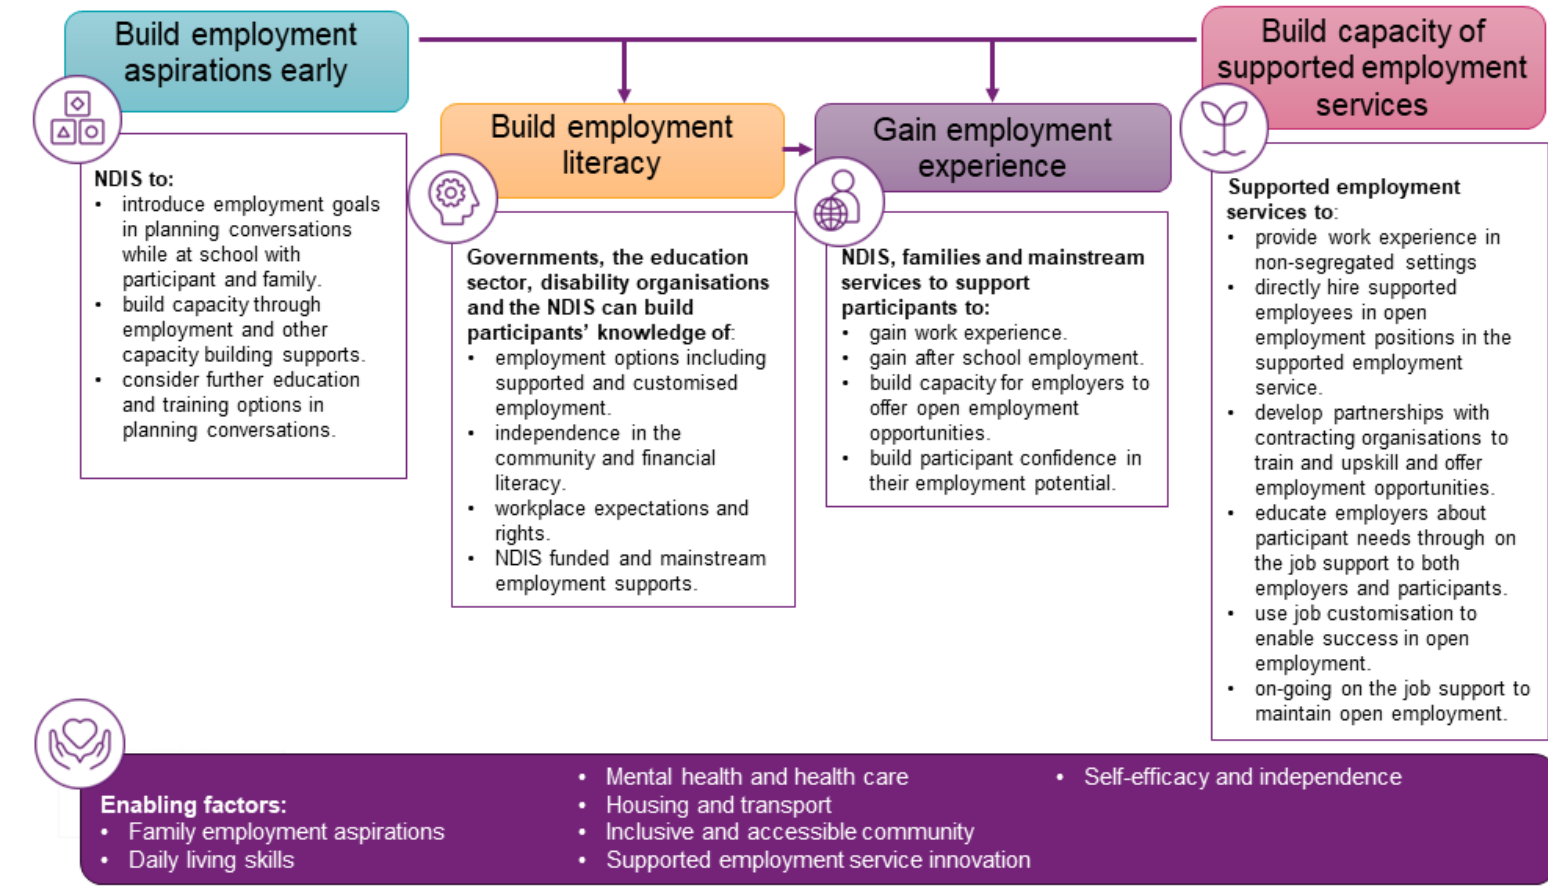 Build employment
aspirations early
NDIS to:
• introduce employment goals
in planning conversations
while at school with
participant and family.
• build capacity through
employment and other
capacity building supports.
• consider further education
and training options in
planning conversations.
Build employment
literacy
Governments, the education
sector, disability organisations
and the NDIS can build
participants’ knowledge of:
• employment options including
supported and customised
employment.
• independence in the
community and financial
literacy.
• workplace expectations and
rights.
• NDIS funded and mainstream
employment supports.
Gain employment
experience
NDIS, families and mainstream
services to support
participants to:
• gain work experience.
• gain after school employment.
• build capacity for employers to
offer open employment
opportunities.
• build participant confidence in
their employment potential.
Build capacity of
supported employment
services
Supported employment
services to:
• provide work experience in
non-segregated settings
• directly hire supported
employees in open
employment positions in the
supported employment
service.
• develop partnerships with
contracting organisations to
train and upskill and offer
employment opportunities.
• educate employers about
participant needs through on
the job support to both
employers and participants.
• use job customisation to
enable success in open
employment.
• on-going on the job support to
maintain open employment.
Enabling factors:
• Family employment aspirations
• Daily living skills
• Mental health and health care
• Housing and transport
• Inclusive and accessible community
• Supported employment service innovation
• Self-efficacy and independence